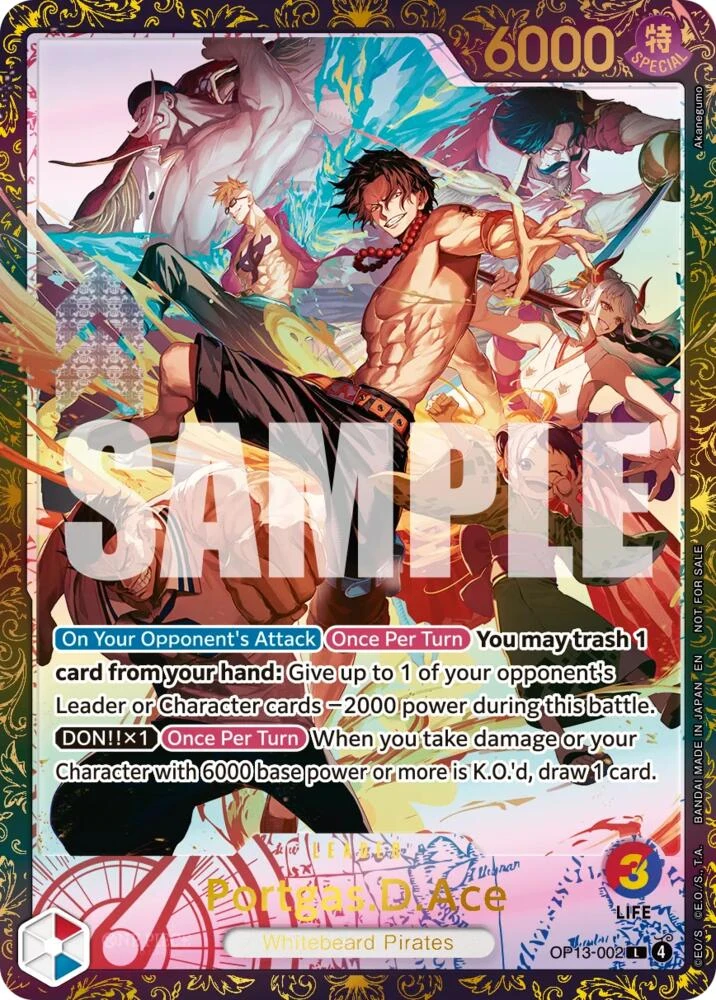 6000
特
SPECIAL
Akanegumo
SAMPLE
On Your Opponent's Attack Once Per Turn You may trash 1
card from your hand: Give up to 1 of your opponent's
Leader or Character cards −2000 power during this battle.
DON!!×1 Once Per Turn When you take damage or your
Character with 6000 base power or more is K.O.'d, draw 1 card.
LEADER
Portgas.D.Ace
Whitebeard Pirates
3
LIFE
ONE PIECE
OP13-002 L 4
©E.O./S. ©E.O./S., T.A. BANDAI MADE IN JAPAN EN NOT FOR SALE